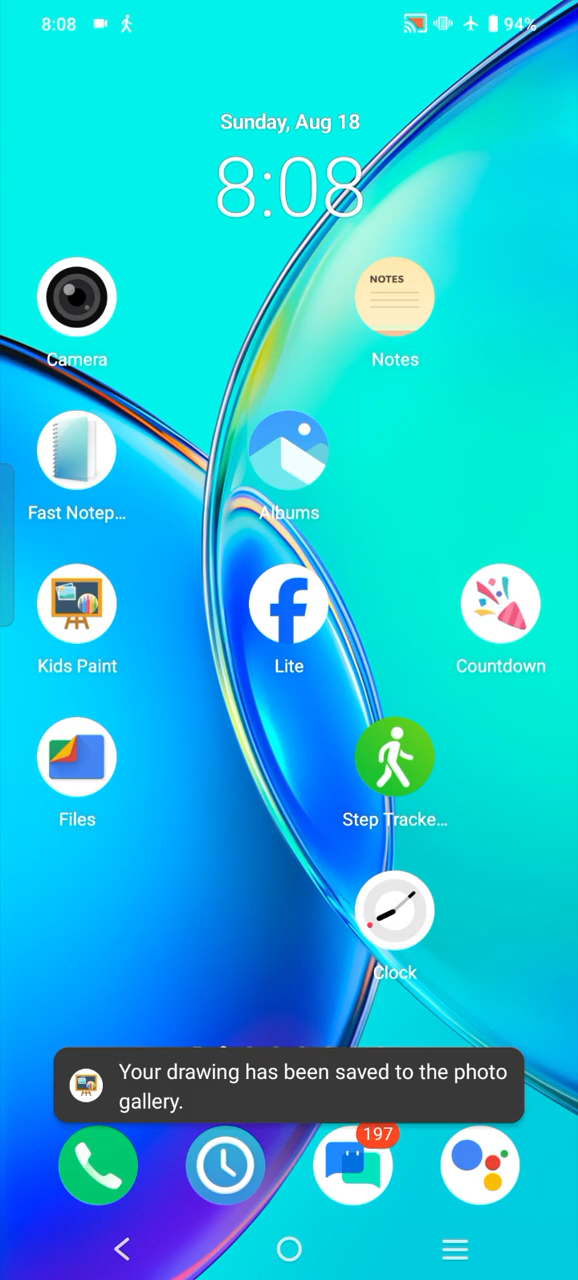 8:08
94%
Sunday, Aug 18
8:08
NOTES
Camera
Notes
Fast Notep...
Albums
Kids Paint
Lite
Countdown
Files
Step Tracke...
Clock
Your drawing has been saved to the photo
gallery.
197